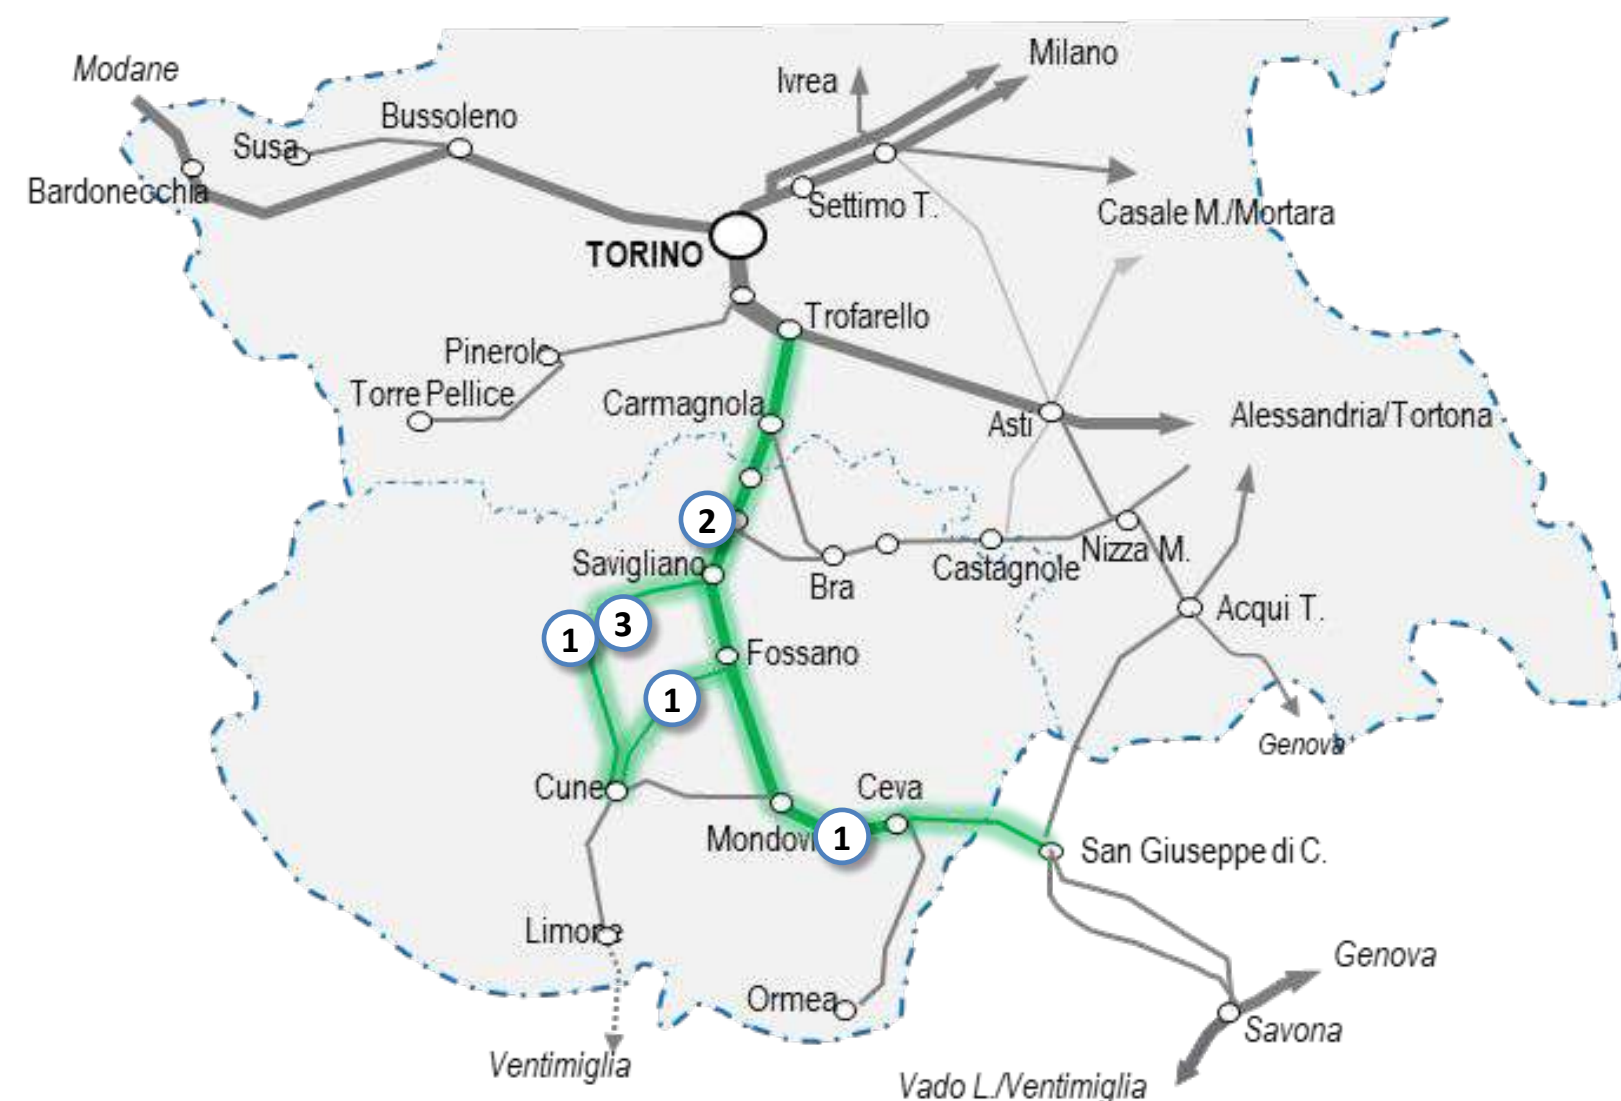 Milano
Modane
Ivrea
Bussoleno
Susa
Bardonecchia
Settimo T.
Casale M./Mortara
TORINO
Trofarello
Pinerolo
Torre Pellice
Carmagnola
Asti
Alessandria/Tortona
2
Savigliano
Bra
Castagnole
Nizza M.
Acqui T.
1
3
Fossano
1
Genova
Cuneo
Ceva
Mondovì
1
San Giuseppe di C.
Limone
Genova
Ormea
Savona
Ventimiglia
Vado L./Ventimiglia